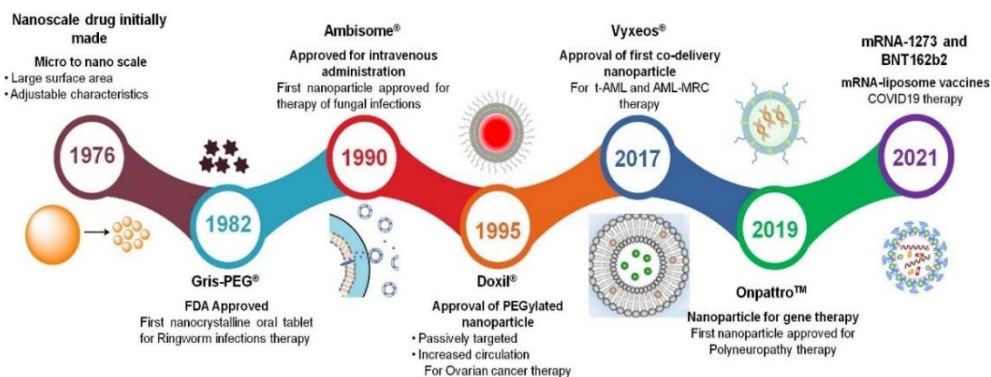 Nanoscale drug initially
made
Micro to nano scale
• Large surface area
• Adjustable characteristics
1976
1982
Gris-PEG®
FDA Approved
First nanocrystalline oral tablet
for Ringworm infections therapy
Ambisome®
Approved for intravenous
administration
First nanoparticle approved for
therapy of fungal infections
1990
1995
Doxil®
Approval of PEGylated
nanoparticle
• Passively targeted
• Increased circulation
For Ovarian cancer therapy
Vyxeos®
Approval of first co-delivery
nanoparticle
For t-AML and AML-MRC
therapy
2017
2019
Onpattro™
Nanoparticle for gene therapy
First nanoparticle approved for
Polyneuropathy therapy
mRNA-1273 and
BNT162b2
mRNA-liposome vaccines
COVID19 therapy
2021